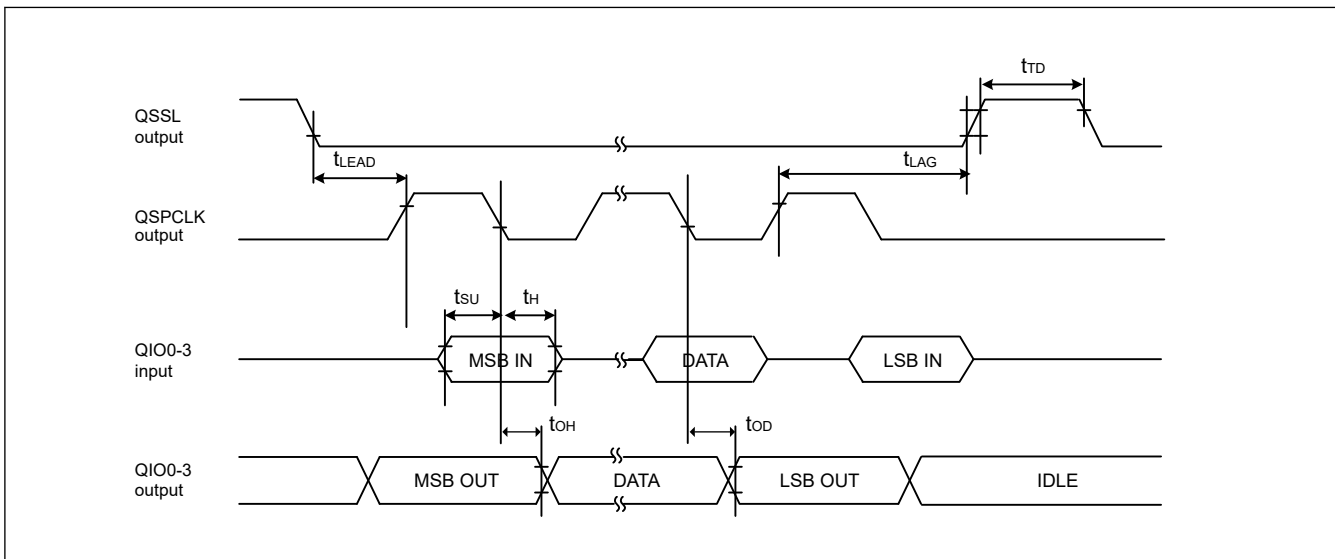 tTD
QSSL
output
tLEAD
tLAG
QSPCLK
output
tSU
tH
QIO0-3
input
MSB IN
DATA
LSB IN
tOH
tOD
QIO0-3
output
MSB OUT
DATA
LSB OUT
IDLE